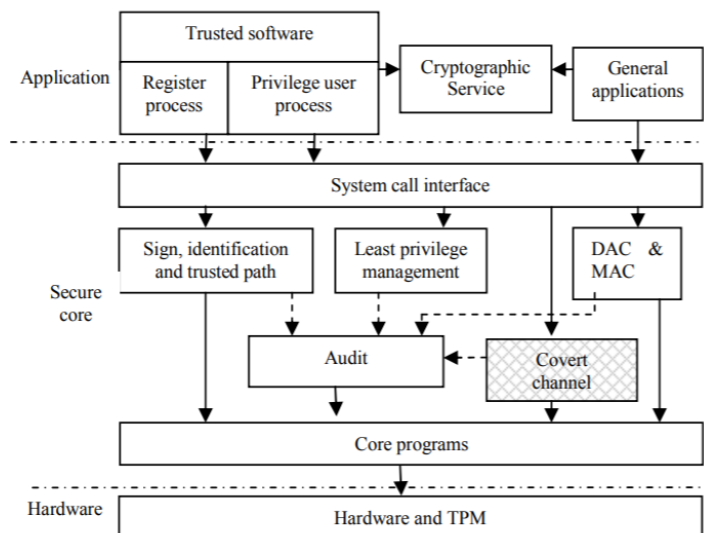 Trusted software
Application
Register
process
Privilege user
process
Cryptographic
Service
General
applications
System call interface
Sign, identification
and trusted path
Least privilege
management
DAC &
MAC
Secure
core
Audit
Covert
channel
Core programs
Hardware
Hardware and TPM